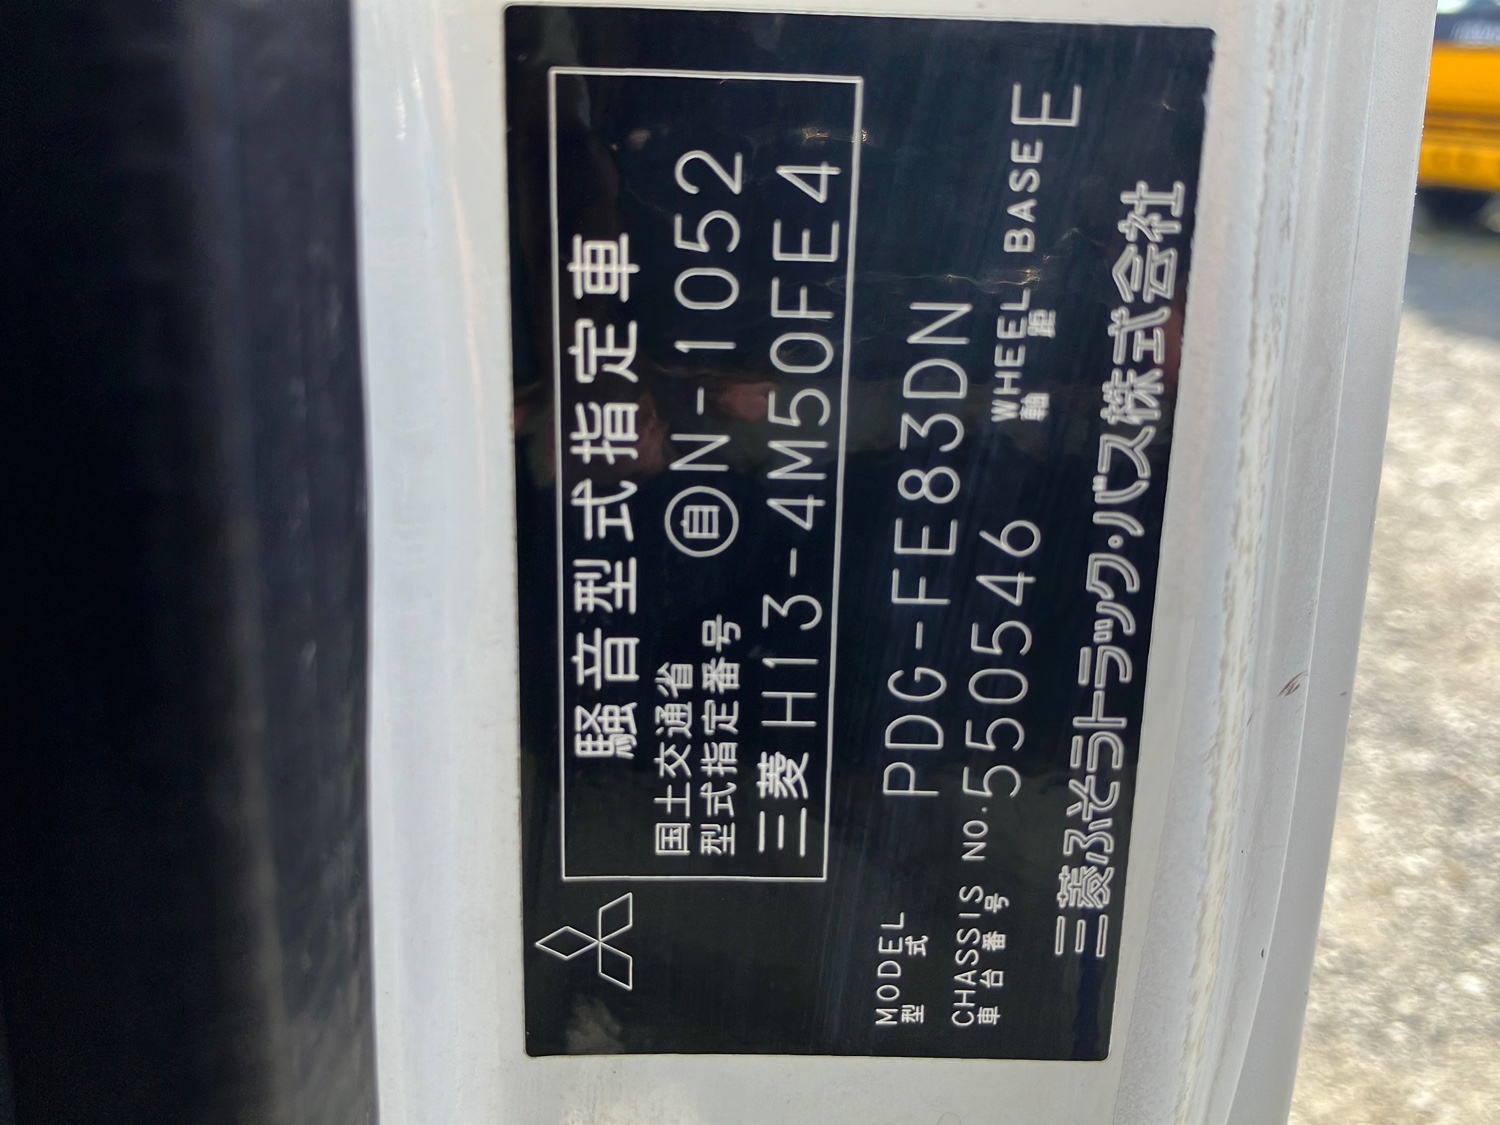 騒音型式指定車
国土交通省
型式指定番号 自N-1052
三菱 H13-4M50FE4
MODEL
型式 PDG-FE83DN
CHASSIS NO. 550546
車台番号
WHEEL BASE E
軸距
三菱ふそうトラック・バス株式会社